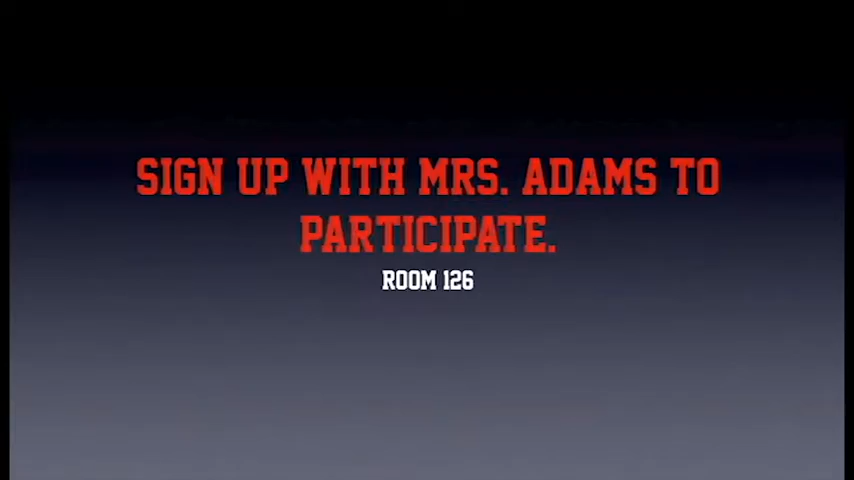 SIGN UP WITH MRS. ADAMS TO
PARTICIPATE.
ROOM 126